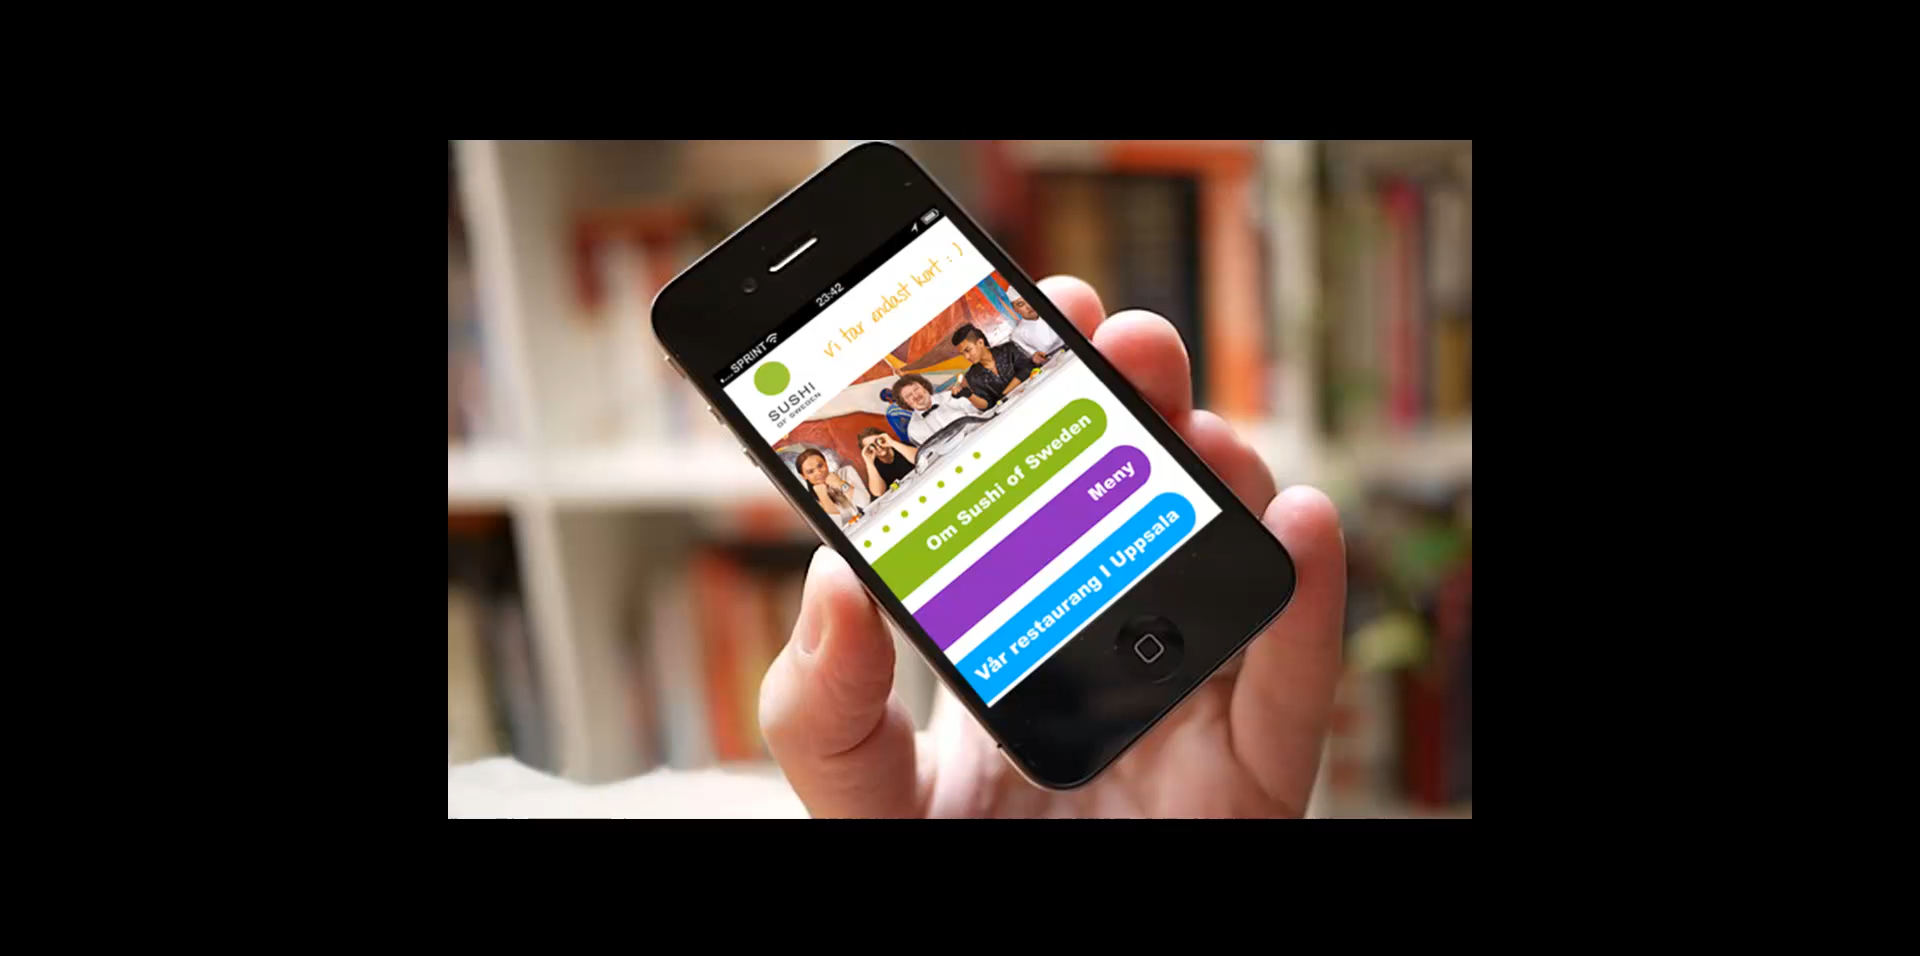 SPRINT
23:42
SUSHI
OF SWEDEN
Vi tar endast kort : )
Om Sushi of Sweden
Meny
Vår restaurang I Uppsala